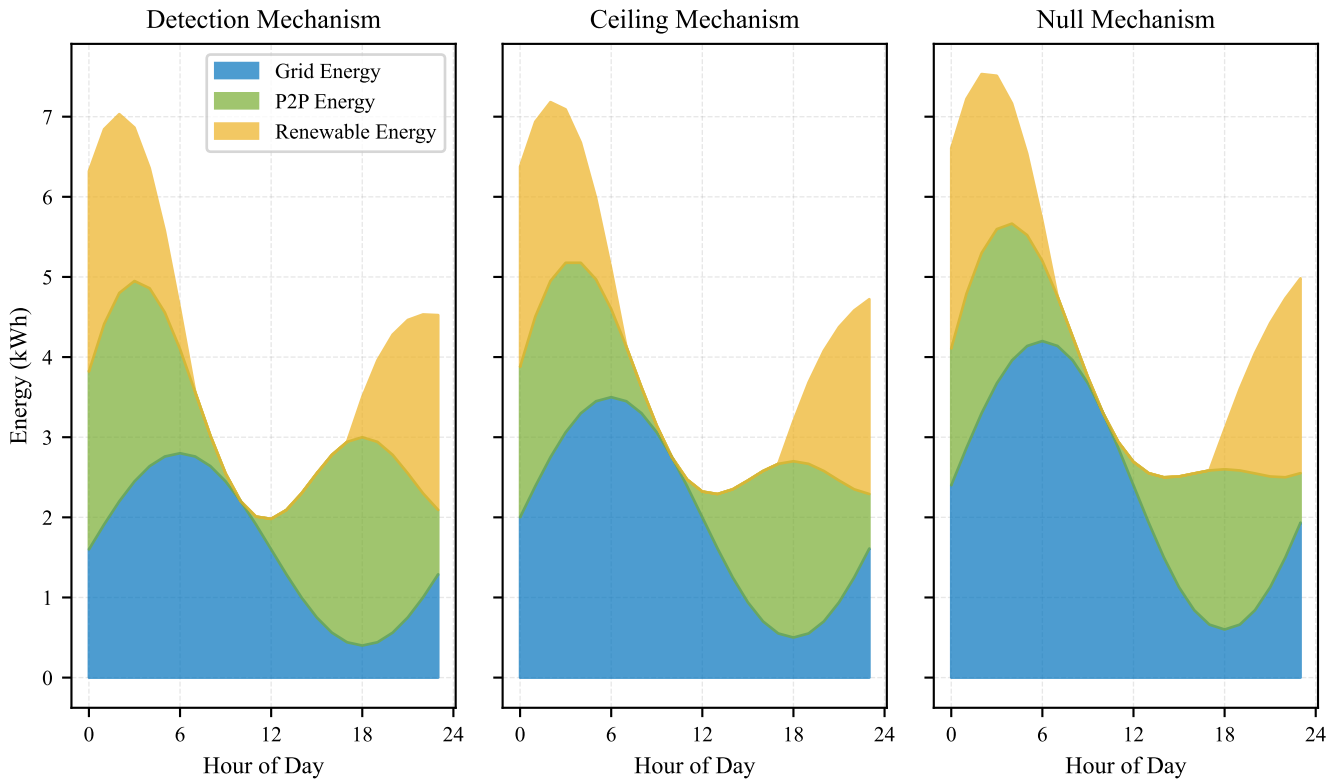 Detection Mechanism
Ceiling Mechanism
Null Mechanism
Grid Energy
P2P Energy
Renewable Energy
Energy (kWh)
7
6
5
4
3
2
1
0
0 6 12 18 24
0 6 12 18 24
0 6 12 18 24
Hour of Day
Hour of Day
Hour of Day